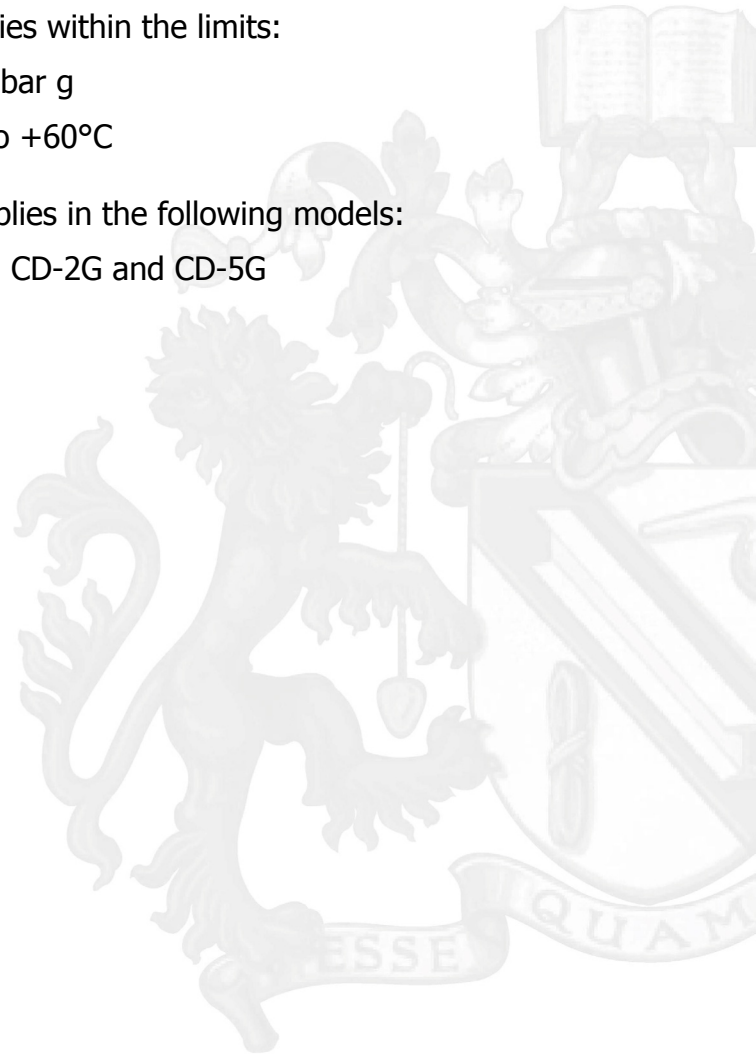 ies within the limits:
bar g
o +60°C
plies in the following models:
CD-2G and CD-5G
ESSE
QUAM